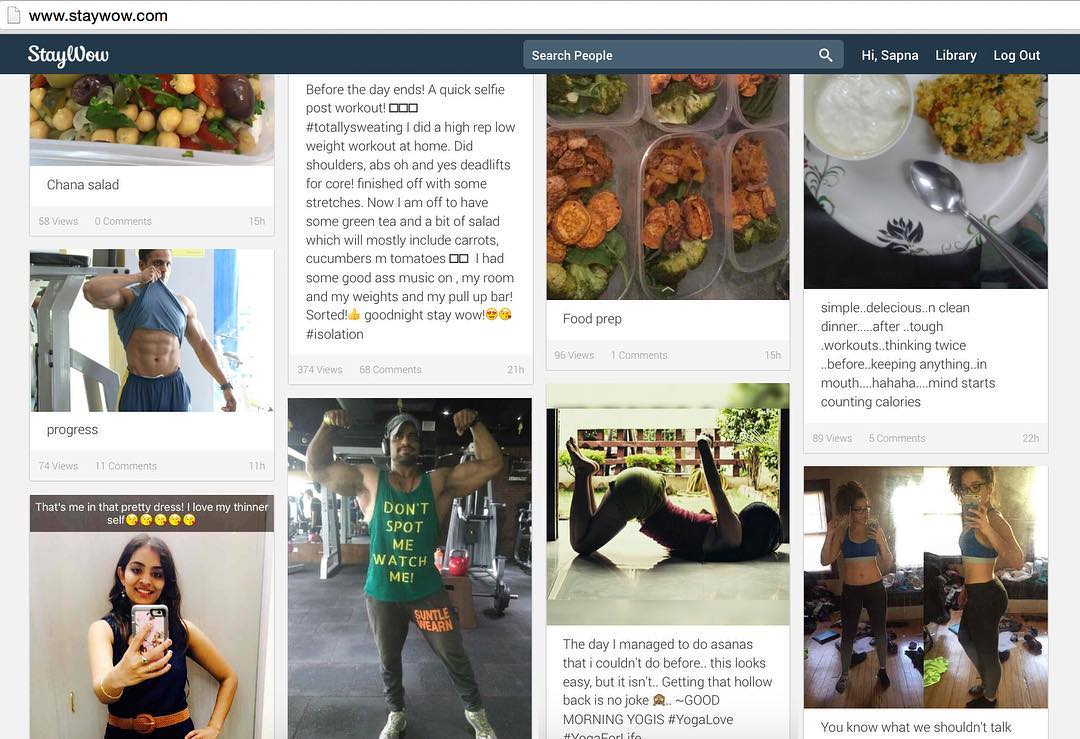 www.staywow.com
StayWow
Search People
Hi, Sapna
Library
Log Out
Chana salad
58 Views 0 Comments 15h
progress
74 Views 11 Comments 11h
That's me in that pretty dress! I love my thinner
self😘😘😘😘😘
Before the day ends! A quick selfie
post workout! □□□
#totallysweating I did a high rep low
weight workout at home. Did
shoulders, abs oh and yes deadlifts
for core! finished off with some
stretches. Now I am off to have
some green tea and a bit of salad
which will mostly include carrots,
cucumbers m tomatoes □□ I had
some good ass music on , my room
and my weights and my pull up bar!
Sorted!👍 goodnight stay wow!😍😘
#isolation
374 Views 68 Comments 21h
DON'T
SPOT
ME
WATCH
ME!
SUNTLE
WEARN
Food prep
96 Views 1 Comments 15h
The day I managed to do asanas
that i couldn't do before.. this looks
easy, but it isn't.. Getting that hollow
back is no joke 🙈.. ~GOOD
MORNING YOGIS #YogaLove
#YogaForLife
simple..delecious..n clean
dinner.....after ..tough
.workouts..thinking twice
..before..keeping anything..in
mouth....hahaha....mind starts
counting calories
89 Views 5 Comments 22h
You know what we shouldn't talk